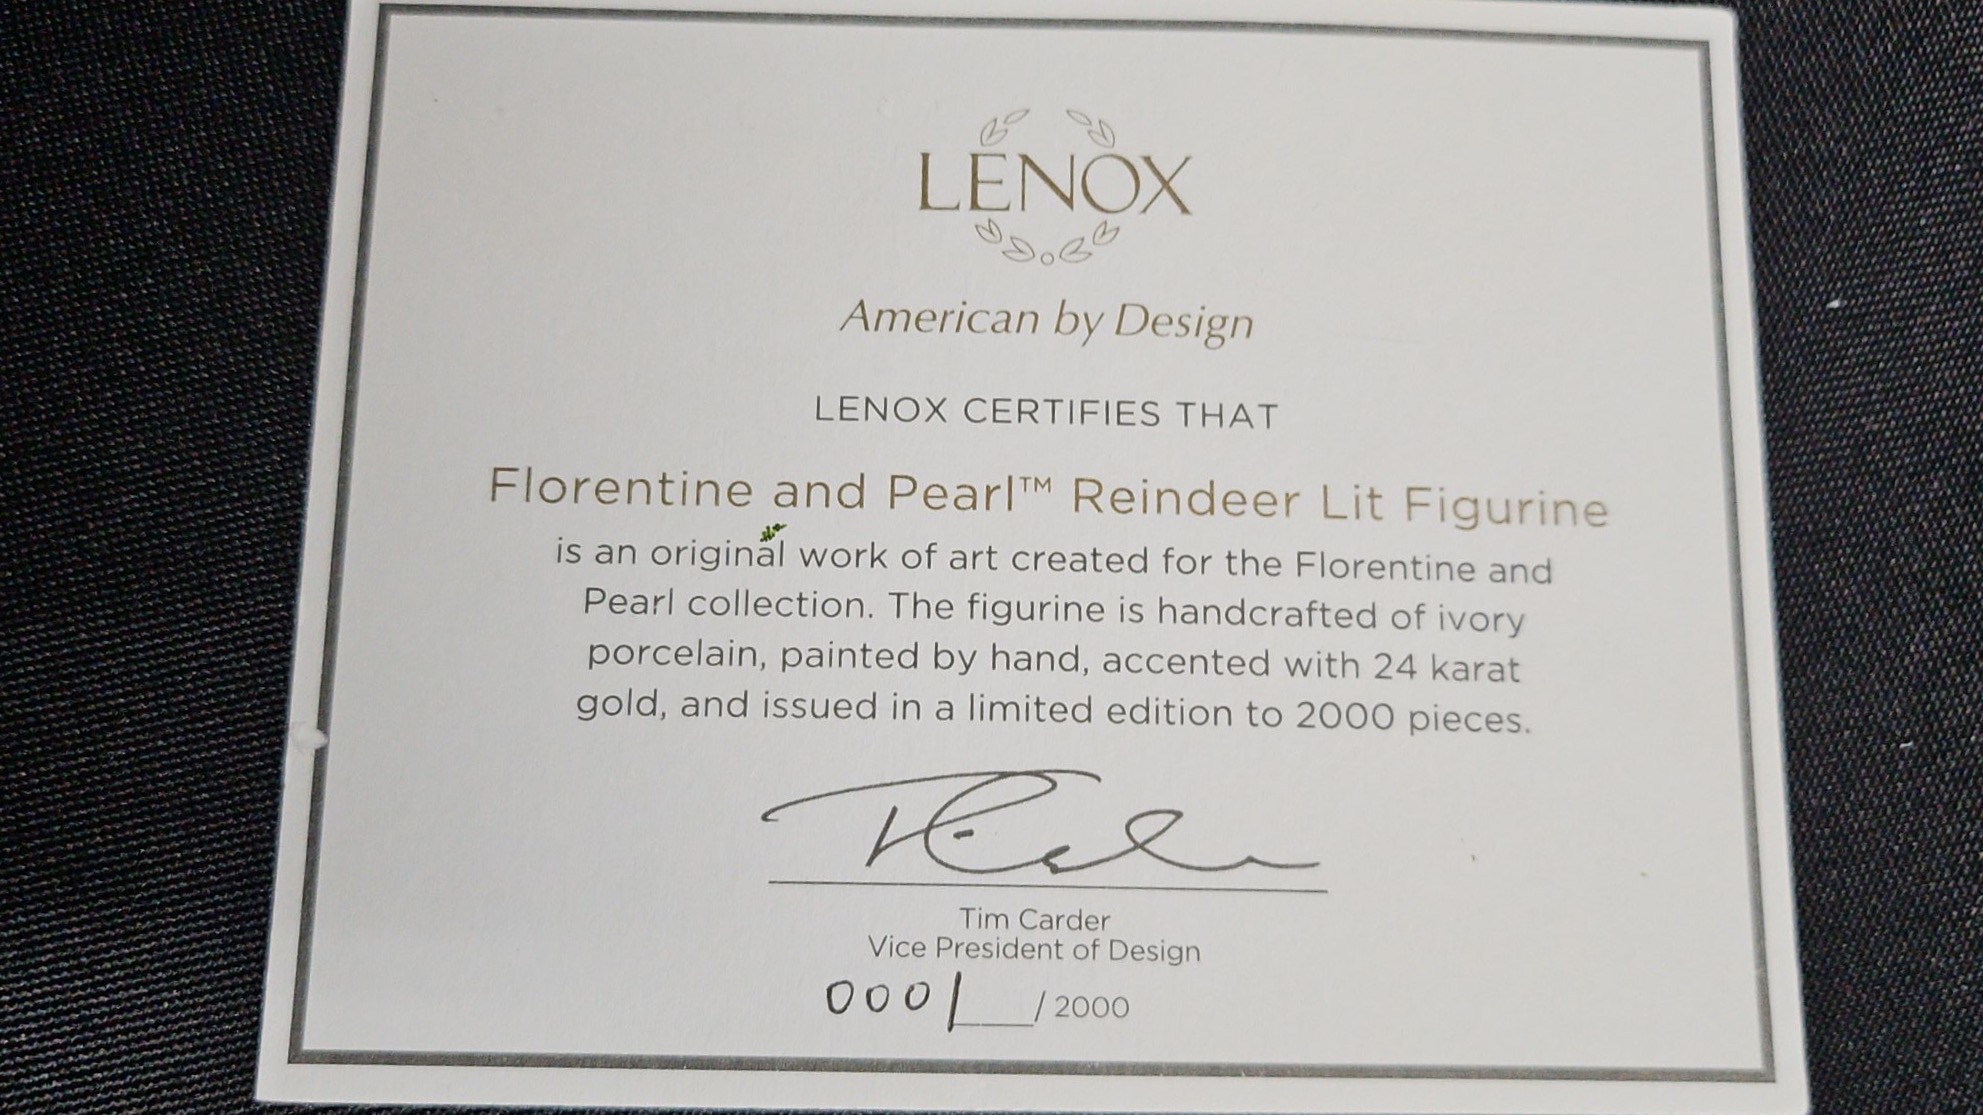 LENOX
American by Design
LENOX CERTIFIES THAT
Florentine and Pearl™ Reindeer Lit Figurine
is an original work of art created for the Florentine and
Pearl collection. The figurine is handcrafted of ivory
porcelain, painted by hand, accented with 24 karat
gold, and issued in a limited edition to 2000 pieces.
Tim Carder
Vice President of Design
0001 / 2000